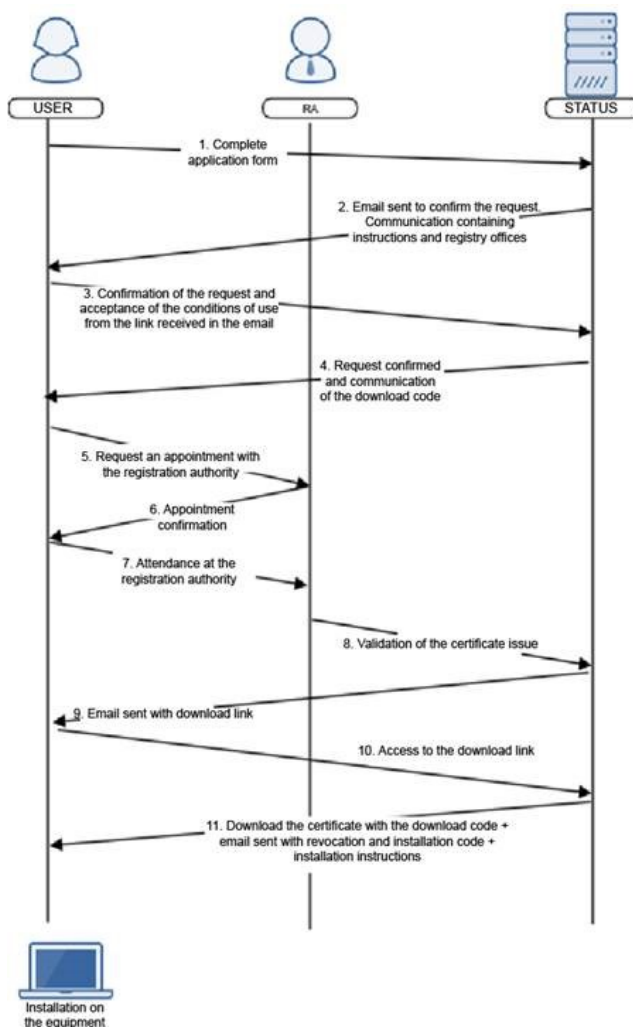 USER
RA
STATUS
1. Complete
application form
2. Email sent to confirm the request.
Communication containing
instructions and registry offices
3. Confirmation of the request and
acceptance of the conditions of use
from the link received in the email
4. Request confirmed
and communication
of the download code
5. Request an appointment with
the registration authority
6. Appointment
confirmation
7. Attendance at the
registration authority
8. Validation of the certificate issue
9. Email sent with download link
10. Access to the download link
11. Download the certificate with the download code +
email sent with revocation and installation code +
installation instructions
Installation on
the equipment